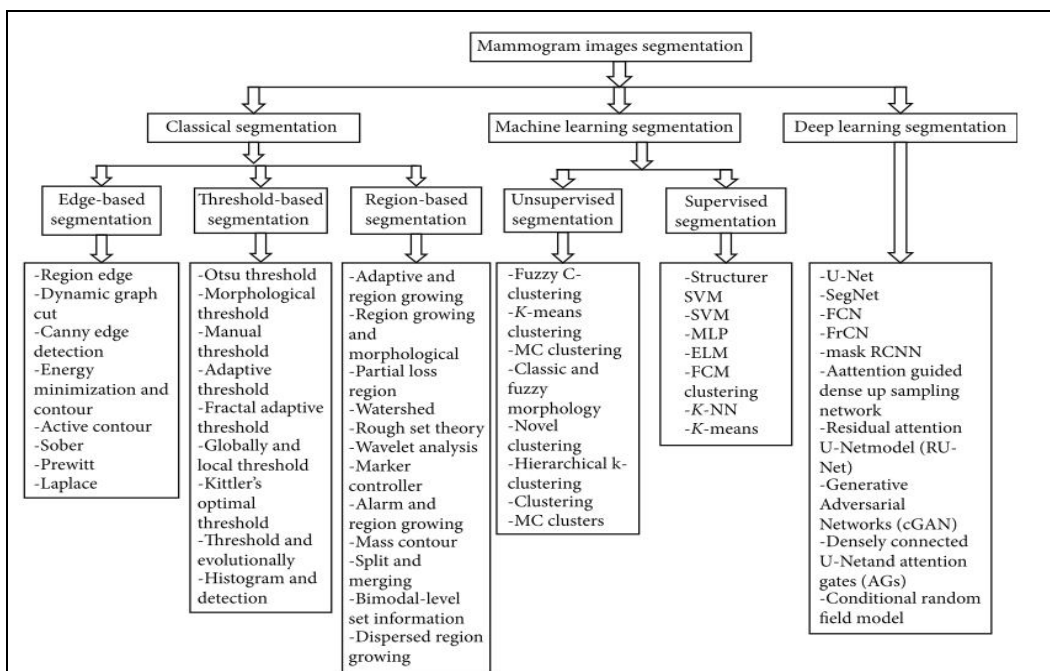 Mammogram images segmentation
Classical segmentation
Machine learning segmentation
Deep learning segmentation
Edge-based
segmentation
Threshold-based
segmentation
Region-based
segmentation
Unsupervised
segmentation
Supervised
segmentation
-Region edge
-Dynamic graph
cut
-Canny edge
detection
-Energy
minimization and
contour
-Active contour
-Sober
-Prewitt
-Laplace
-Otsu threshold
-Morphological
threshold
-Manual
threshold
-Adaptive
threshold
-Fractal adaptive
threshold
-Globally and
local threshold
-Kittler's
optimal
threshold
-Threshold and
evolutionally
-Histogram and
detection
-Adaptive and
region growing
-Region growing
and
morphological
-Partial loss
region
-Watershed
-Rough set theory
-Wavelet analysis
-Marker
controller
-Alarm and
region growing
-Mass contour
-Split and
merging
-Bimodal-level
set information
-Dispersed region
growing
-Fuzzy C-
clustering
-K-means
clustering
-MC clustering
-Classic and
fuzzy
morphology
-Novel
clustering
-Hierarchical k-
clustering
-Clustering
-MC clusters
-Structurer
SVM
-SVM
-MLP
-ELM
-FCM
clustering
-K-NN
-K-means
-U-Net
-SegNet
-FCN
-FrCN
-mask RCNN
-Aattention guided
dense up sampling
network
-Residual attention
U-Netmodel (RU-
Net)
-Generative
Adversarial
Networks (cGAN)
-Densely connected
U-Netand attention
gates (AGs)
-Conditional random
field model